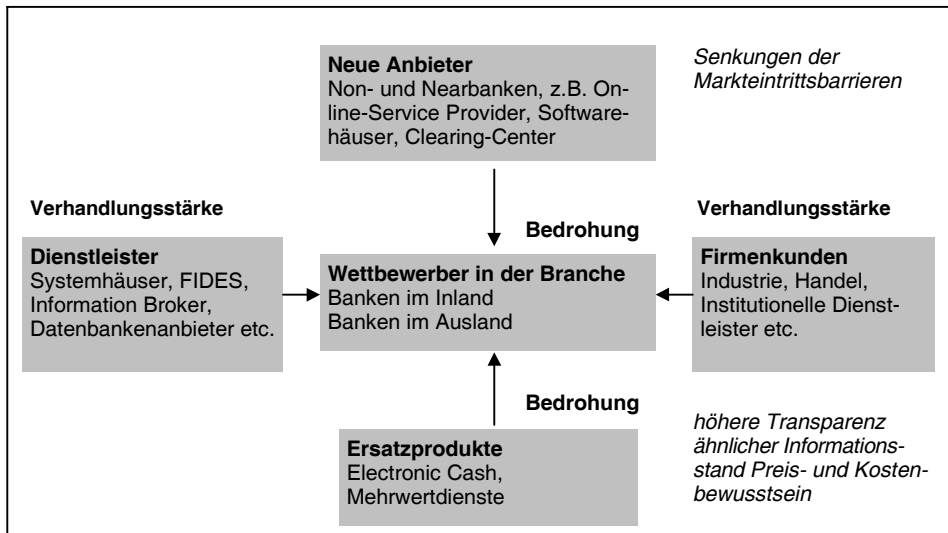 Neue Anbieter
Non- und Nearbanken, z.B. On-
line-Service Provider, Software-
häuser, Clearing-Center
Senkungen der
Markteintrittsbarrieren
Verhandlungsstärke
Dienstleister
Systemhäuser, FIDES,
Information Broker,
Datenbankenanbieter etc.
Bedrohung
Wettbewerber in der Branche
Banken im Inland
Banken im Ausland
Verhandlungsstärke
Firmenkunden
Industrie, Handel,
Institutionelle Dienst-
leister etc.
Bedrohung
Ersatzprodukte
Electronic Cash,
Mehrwertdienste
höhere Transparenz
ähnlicher Informations-
stand Preis- und Kosten-
bewusstsein